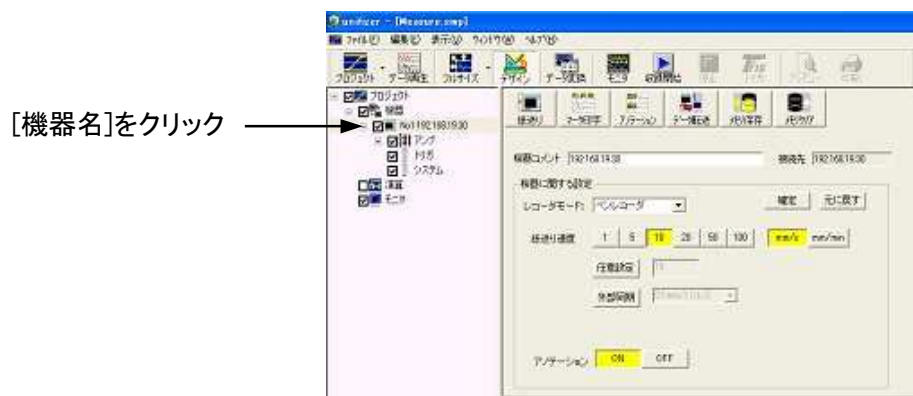 unifizer - [Measure.smp]
ファイル(F) 編集(E) 表示(V) ウィンドウ(W) ヘルプ(H)
プロジェクト データ再生 フルサイズ デザイン データ変換 モニタ 収録開始
[機器名]をクリック
プロジェクト
機器
No1 192.168.19.30
アンプ
トリガ
システム
演算
モニタ
紙送り マーク印字 アノテーション データ転送 メモリ保存 メモリクリア
機器コメント 192.168.19.30 接続先 192.168.19.30
機器に関する設定
レコーダモード: ペンレコーダ 確定 元に戻す
紙送り速度 1 5 10 20 50 100 mm/s mm/min
任意設定 10
外部同期
アノテーション ON OFF